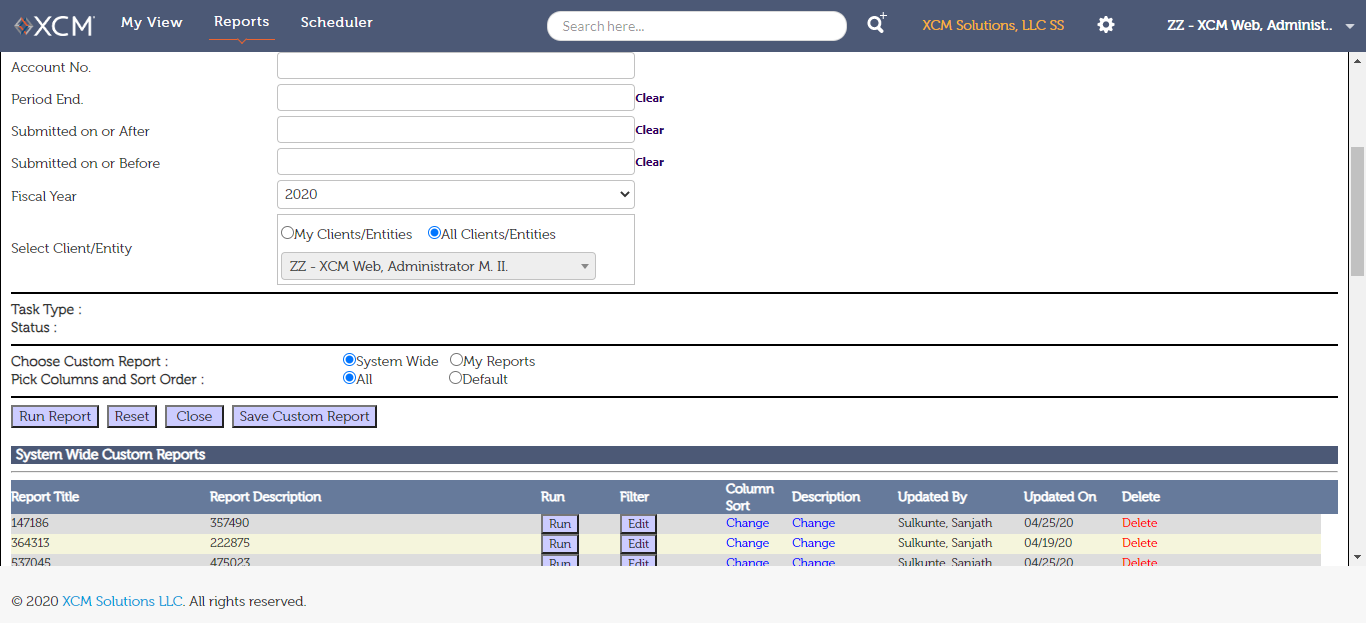 XCM My View Reports Scheduler Search here... XCM Solutions, LLC SS ZZ - XCM Web, Administ..
Account No.
Period End. Clear
Submitted on or After Clear
Submitted on or Before Clear
Fiscal Year 2020
My Clients/Entities All Clients/Entities
Select Client/Entity
ZZ - XCM Web, Administrator M. II.
Task Type :
Status :
Choose Custom Report : System Wide My Reports
Pick Columns and Sort Order : All Default
Run Report Reset Close Save Custom Report
System Wide Custom Reports
Report Title Report Description Run Filter Column Sort Description Updated By Updated On Delete
147186 357490 Run Edit Change Change Sulkunte, Sanjath 04/25/20 Delete
364313 222875 Run Edit Change Change Sulkunte, Sanjath 04/19/20 Delete
537045 475023 Run Edit Change Change Sulkunte, Sanjath 04/25/20 Delete
© 2020 XCM Solutions LLC. All rights reserved.